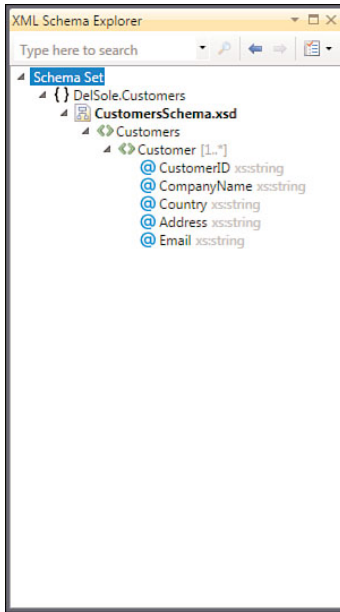 XML Schema Explorer
Type here to search
Schema Set
{ } DelSole.Customers
CustomersSchema.xsd
<> Customers
<> Customer [1..*]
@ CustomerID xs:string
@ CompanyName xs:string
@ Country xs:string
@ Address xs:string
@ Email xs:string